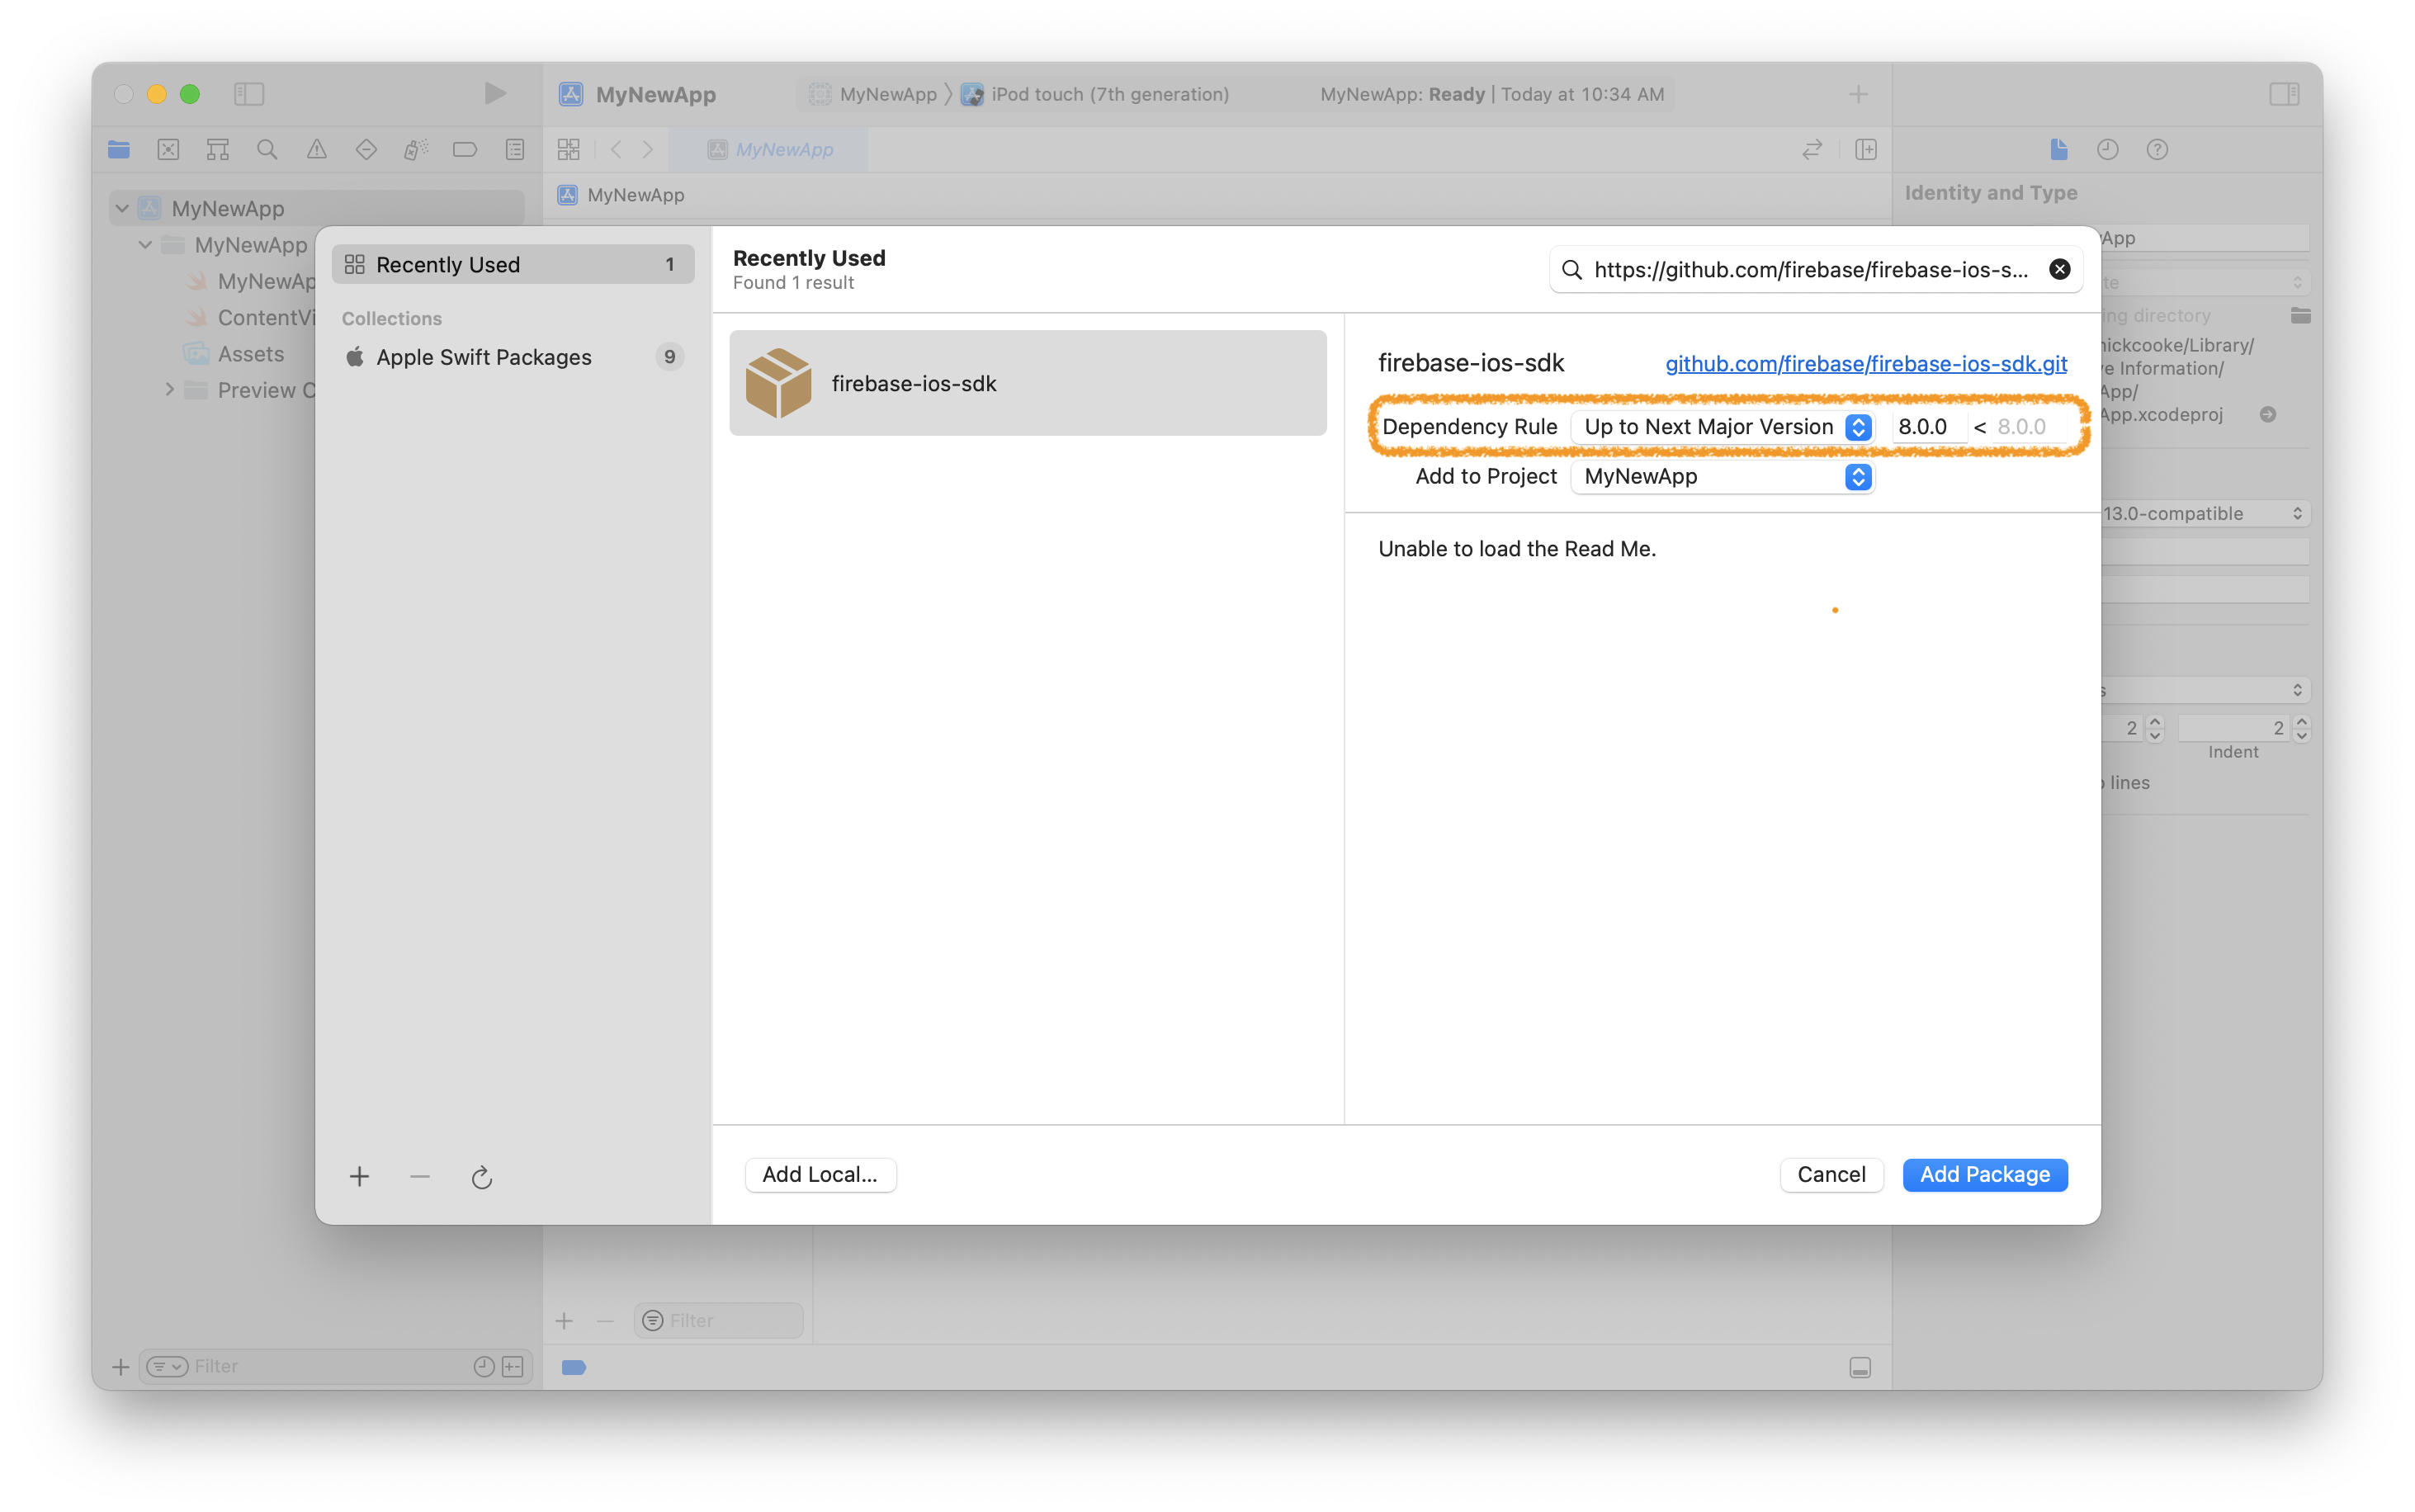 MyNewApp
MyNewApp
iPod touch (7th generation)
MyNewApp: Ready | Today at 10:34 AM
MyNewApp
MyNewApp
Identity and Type
MyNewApp
MyNewApp
Assets
Preview C
Recently Used 1
Collections
Apple Swift Packages 9
Recently Used
Found 1 result
https://github.com/firebase/firebase-ios-s...
firebase-ios-sdk
firebase-ios-sdk
github.com/firebase/firebase-ios-sdk.git
Dependency Rule Up to Next Major Version 8.0.0 < 8.0.0
Add to Project MyNewApp
Unable to load the Read Me.
Add Local...
Cancel
Add Package
App
ing directory
nickcooke/Library/
ve Information/
App/
App.xcodeproj
13.0-compatible
2
2
Indent
lines
Filter
Filter